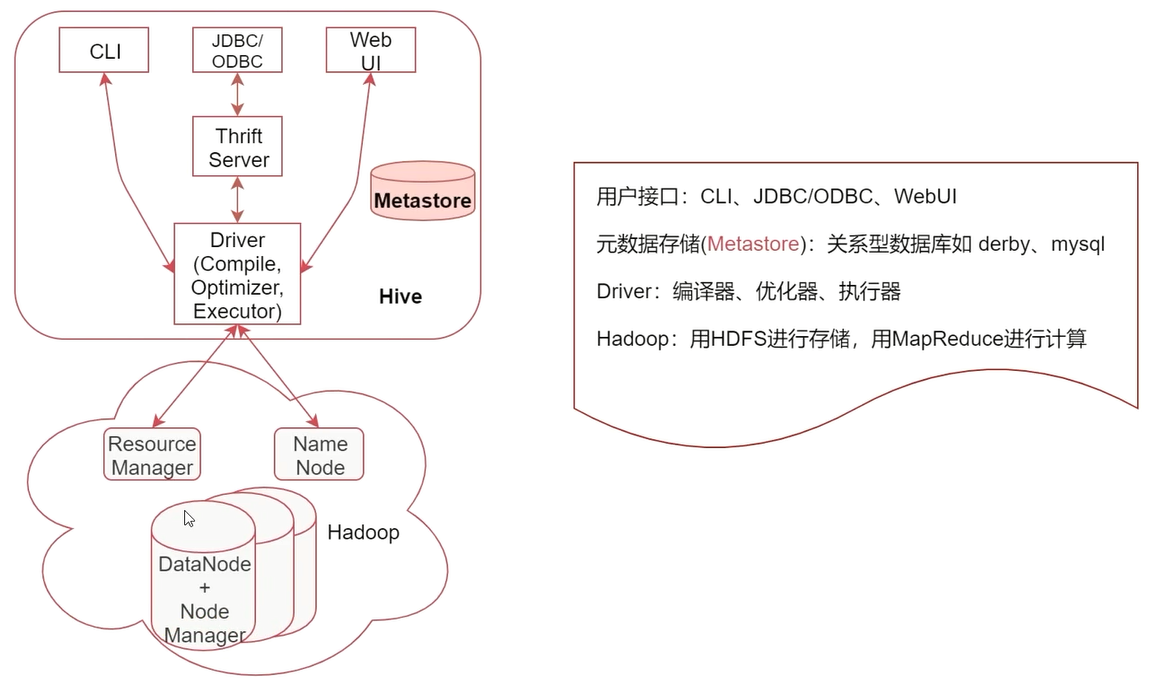 CLI
JDBC/
ODBC
Web
UI
Thrift
Server
Metastore
Driver
(Compile,
Optimizer,
Executor)
Hive
Resource
Manager
Name
Node
Hadoop
DataNode
+
Node
Manager
用户接口：CLI、JDBC/ODBC、WebUI
元数据存储(Metastore)：关系型数据库如 derby、mysql
Driver：编译器、优化器、执行器
Hadoop：用HDFS进行存储，用MapReduce进行计算